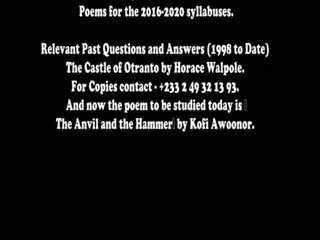 Poems for the 2016-2020 syllabuses.
Relevant Past Questions and Answers (1998 to Date)
The Castle of Otranto by Horace Walpole.
For Copies contact - +233 2 49 32 13 93.
And now the poem to be studied today is
The Anvil and the Hammer by Kofi Awoonor.